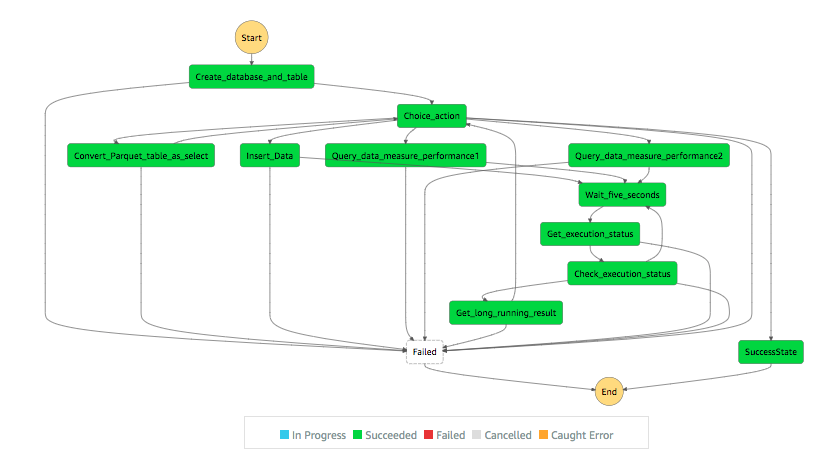 Start
Create_database_and_table
Choice_action
Convert_Parquet_table_as_select
Insert_Data
Query_data_measure_performance1
Query_data_measure_performance2
Wait_five_seconds
Get_execution_status
Check_execution_status
Get_long_running_result
Failed
SuccessState
End
In Progress Succeeded Failed Cancelled Caught Error